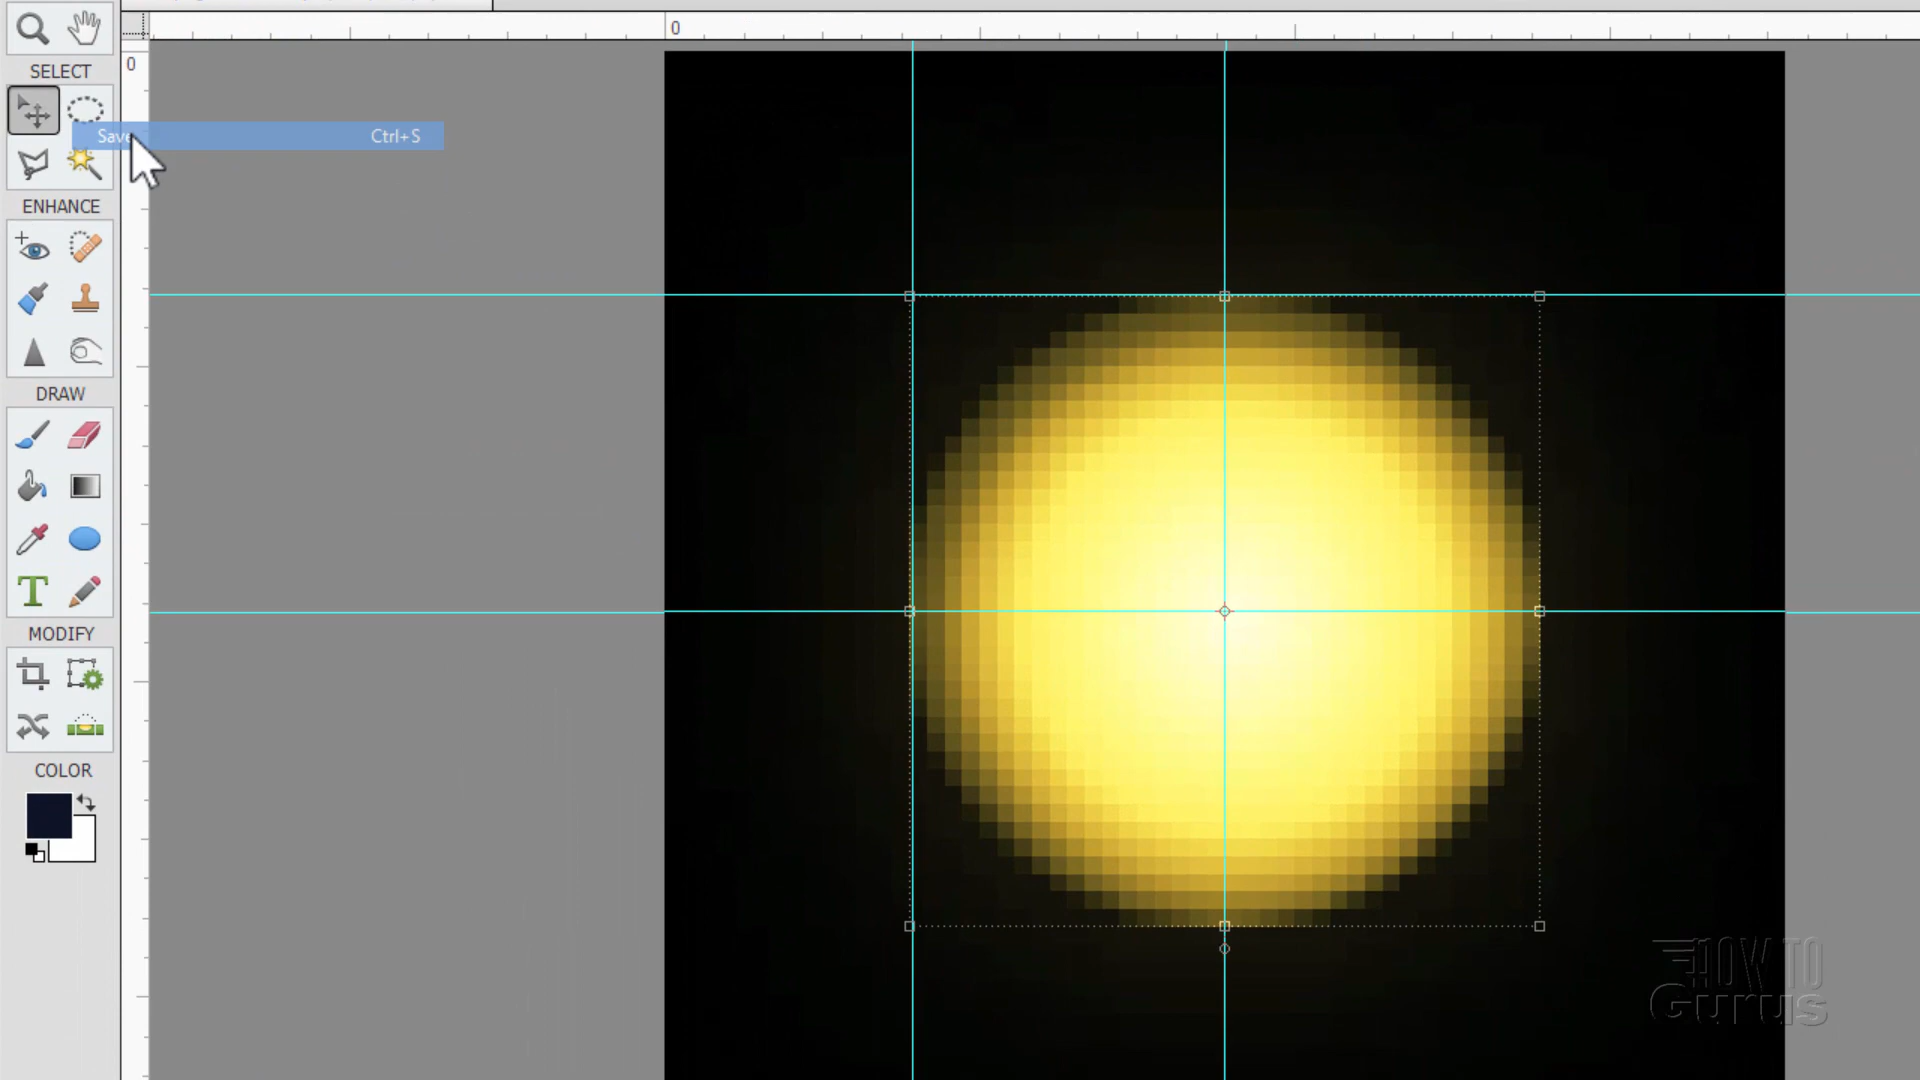 0
0
SELECT
Save Ctrl+S
ENHANCE
DRAW
T
MODIFY
COLOR
HOW TO
Gurus